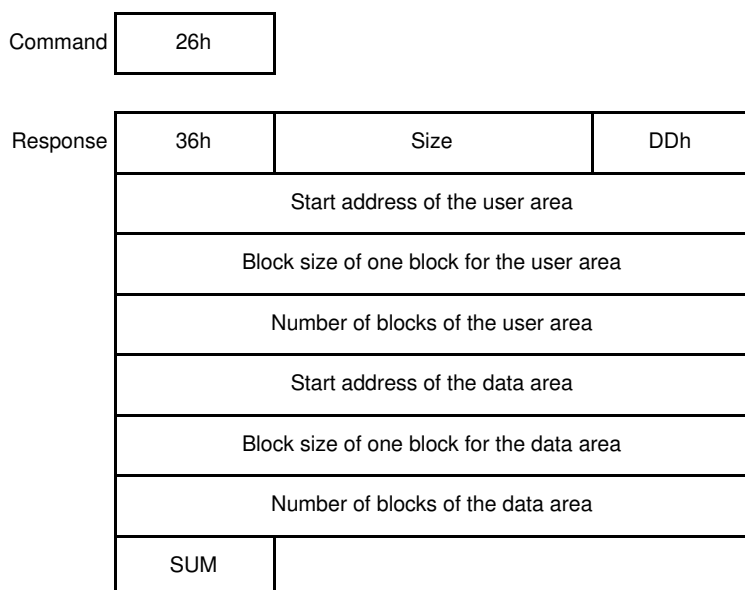 Command 26h
Response 36h Size DDh
Start address of the user area
Block size of one block for the user area
Number of blocks of the user area
Start address of the data area
Block size of one block for the data area
Number of blocks of the data area
SUM